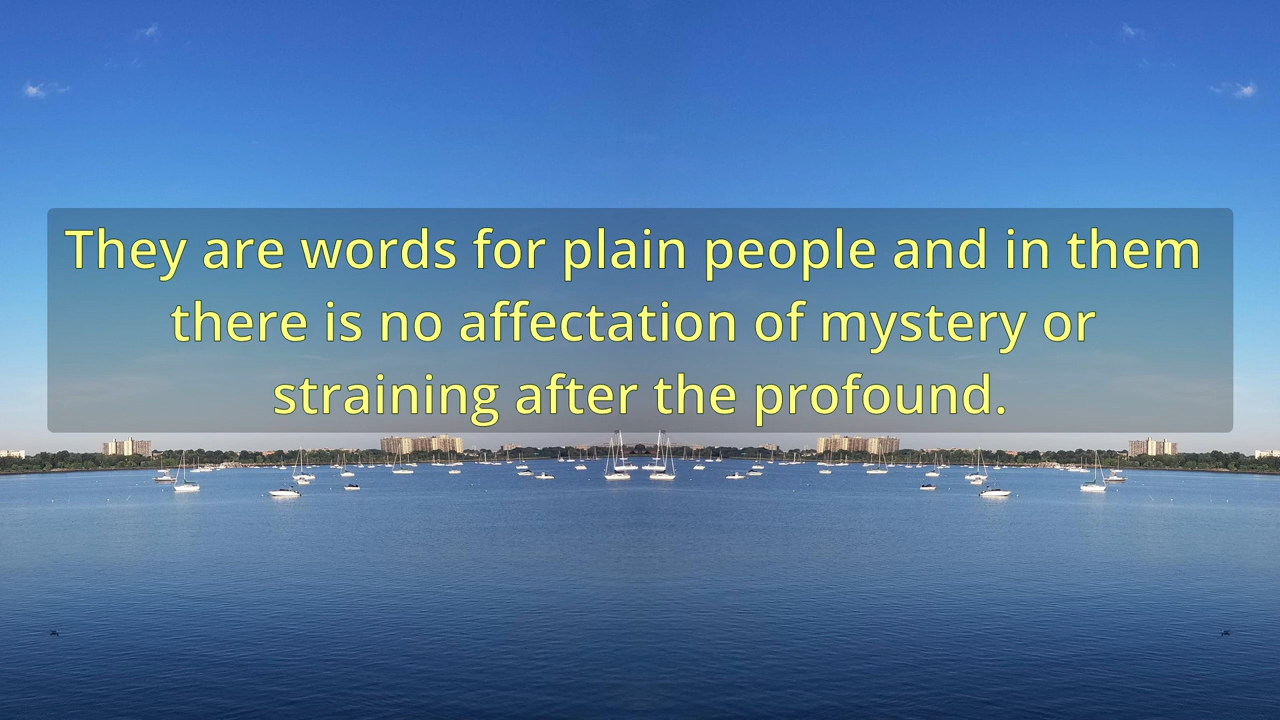 They are words for plain people and in them
there is no affectation of mystery or
straining after the profound.